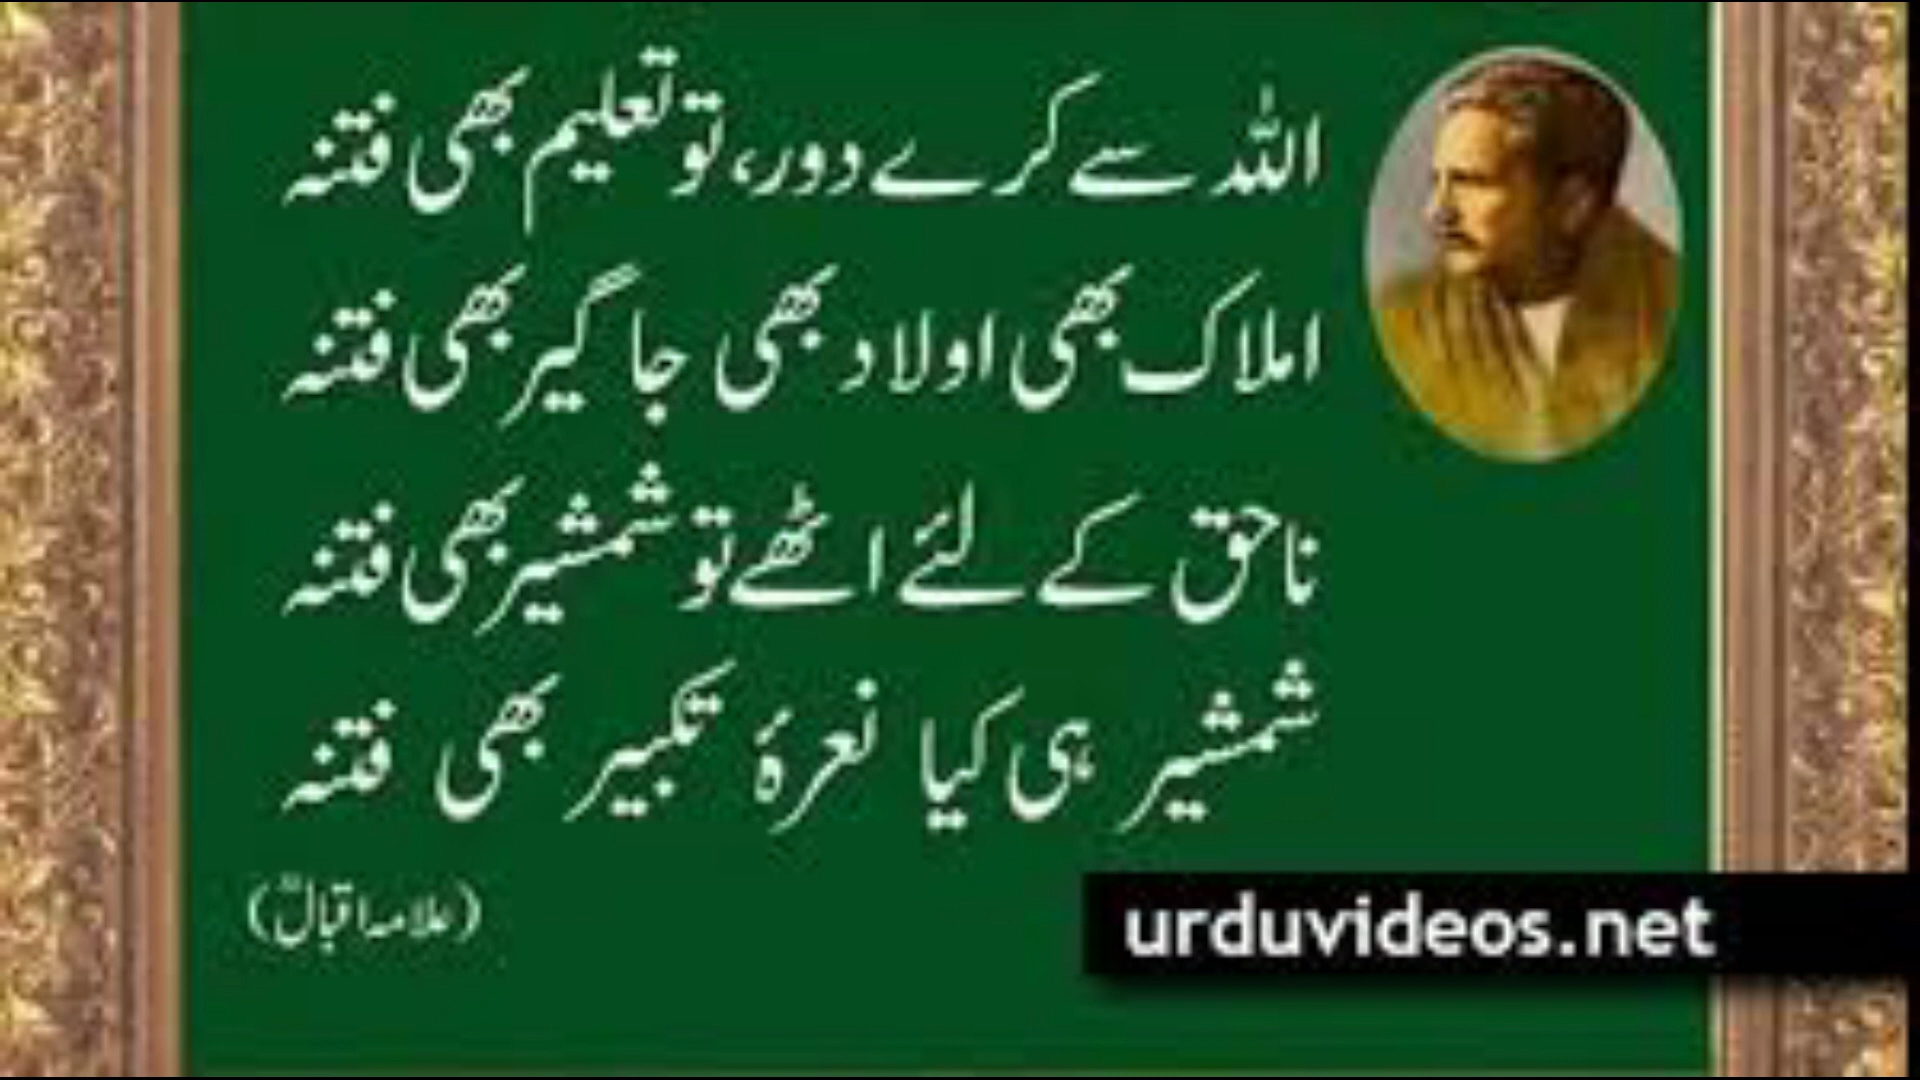 اللہ سے کرے دور، تو تعلیم بھی فتنہ
املاک بھی اولاد بھی جاگیر بھی فتنہ
ناحق کے لئے اٹھے تو شمشیر بھی فتنہ
شمشیر ہی کیا نعرۂ تکبیر بھی فتنہ
(علامہ اقبالؒ)
urduvideos.net